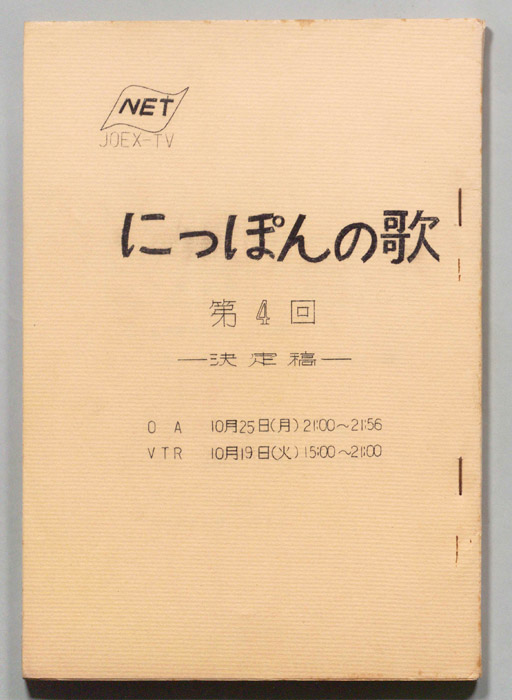 NET
JOEX-TV
にっぽんの歌
第4回
―決定稿―
OA 10月25日(月)21:00~21:56
VTR 10月19日(火)15:00~21:00